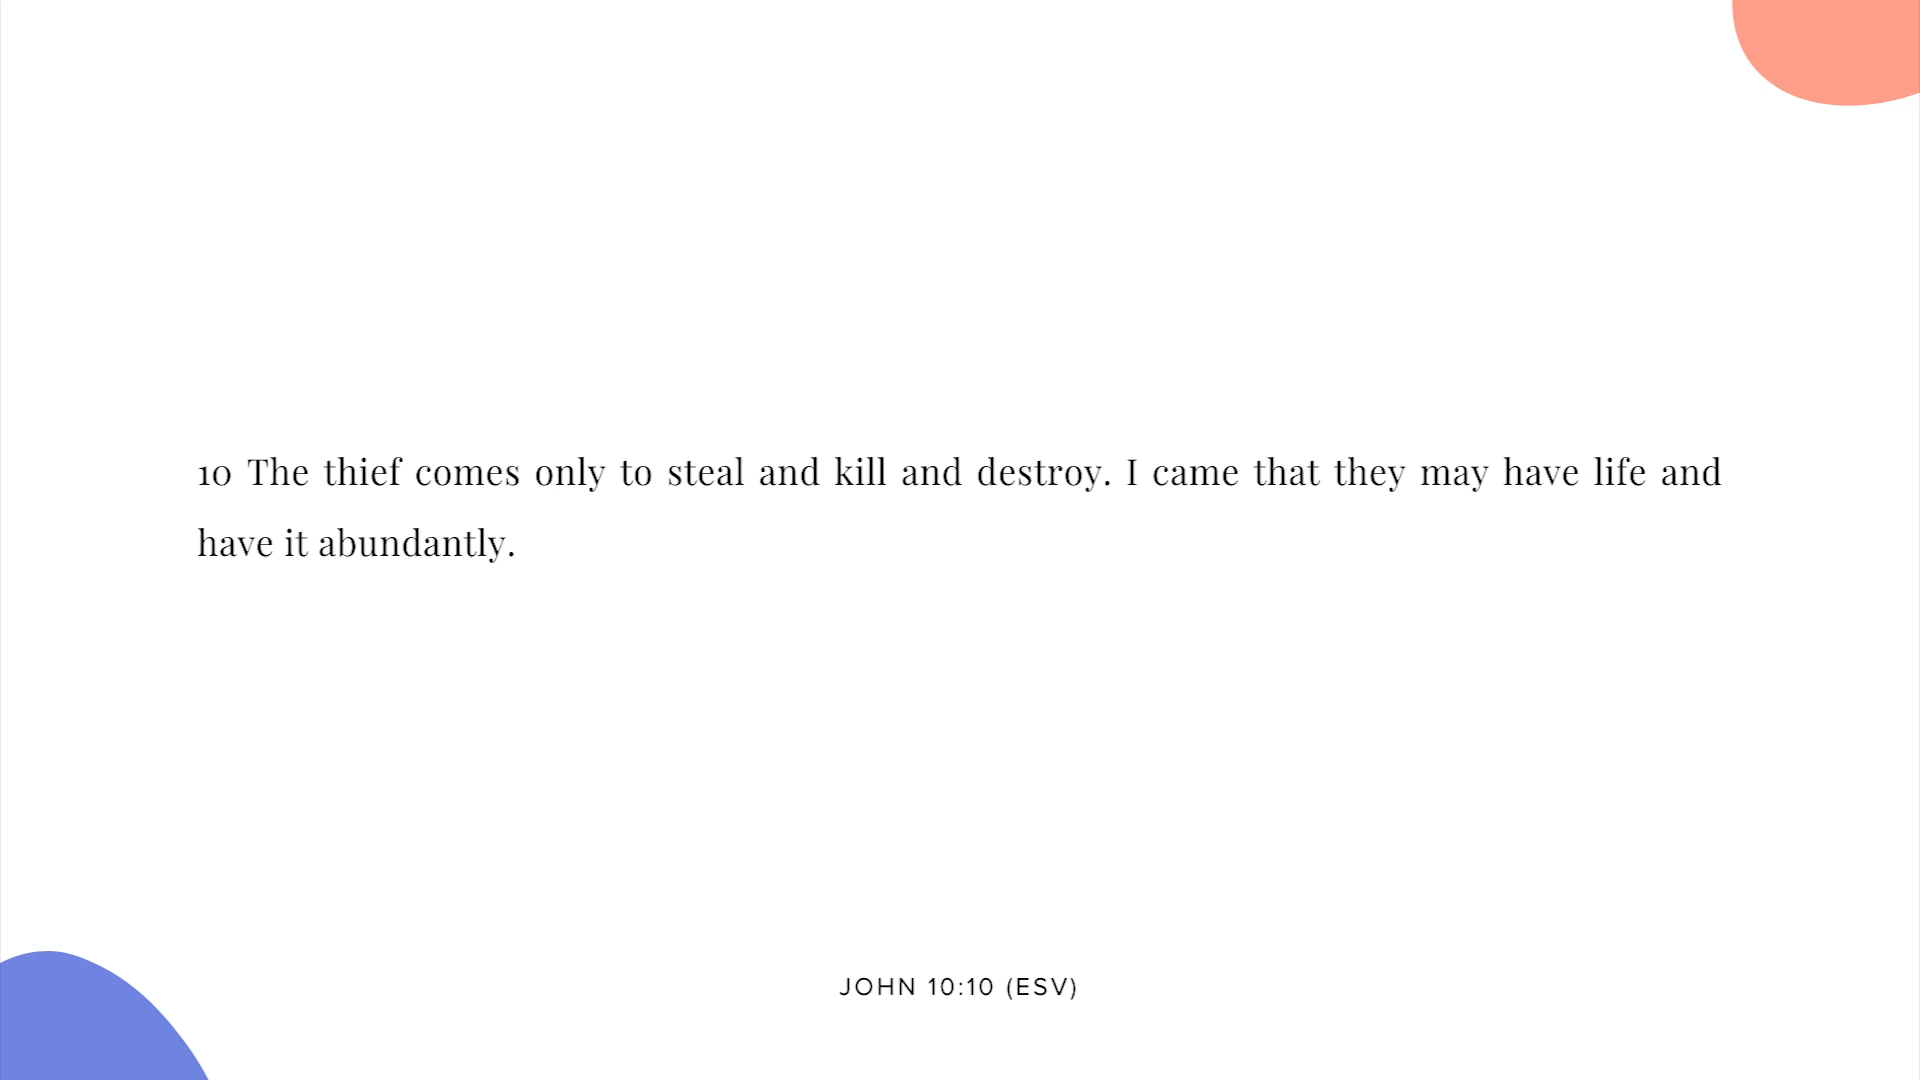 10 The thief comes only to steal and kill and destroy. I came that they may have life and
have it abundantly.
JOHN 10:10 (ESV)